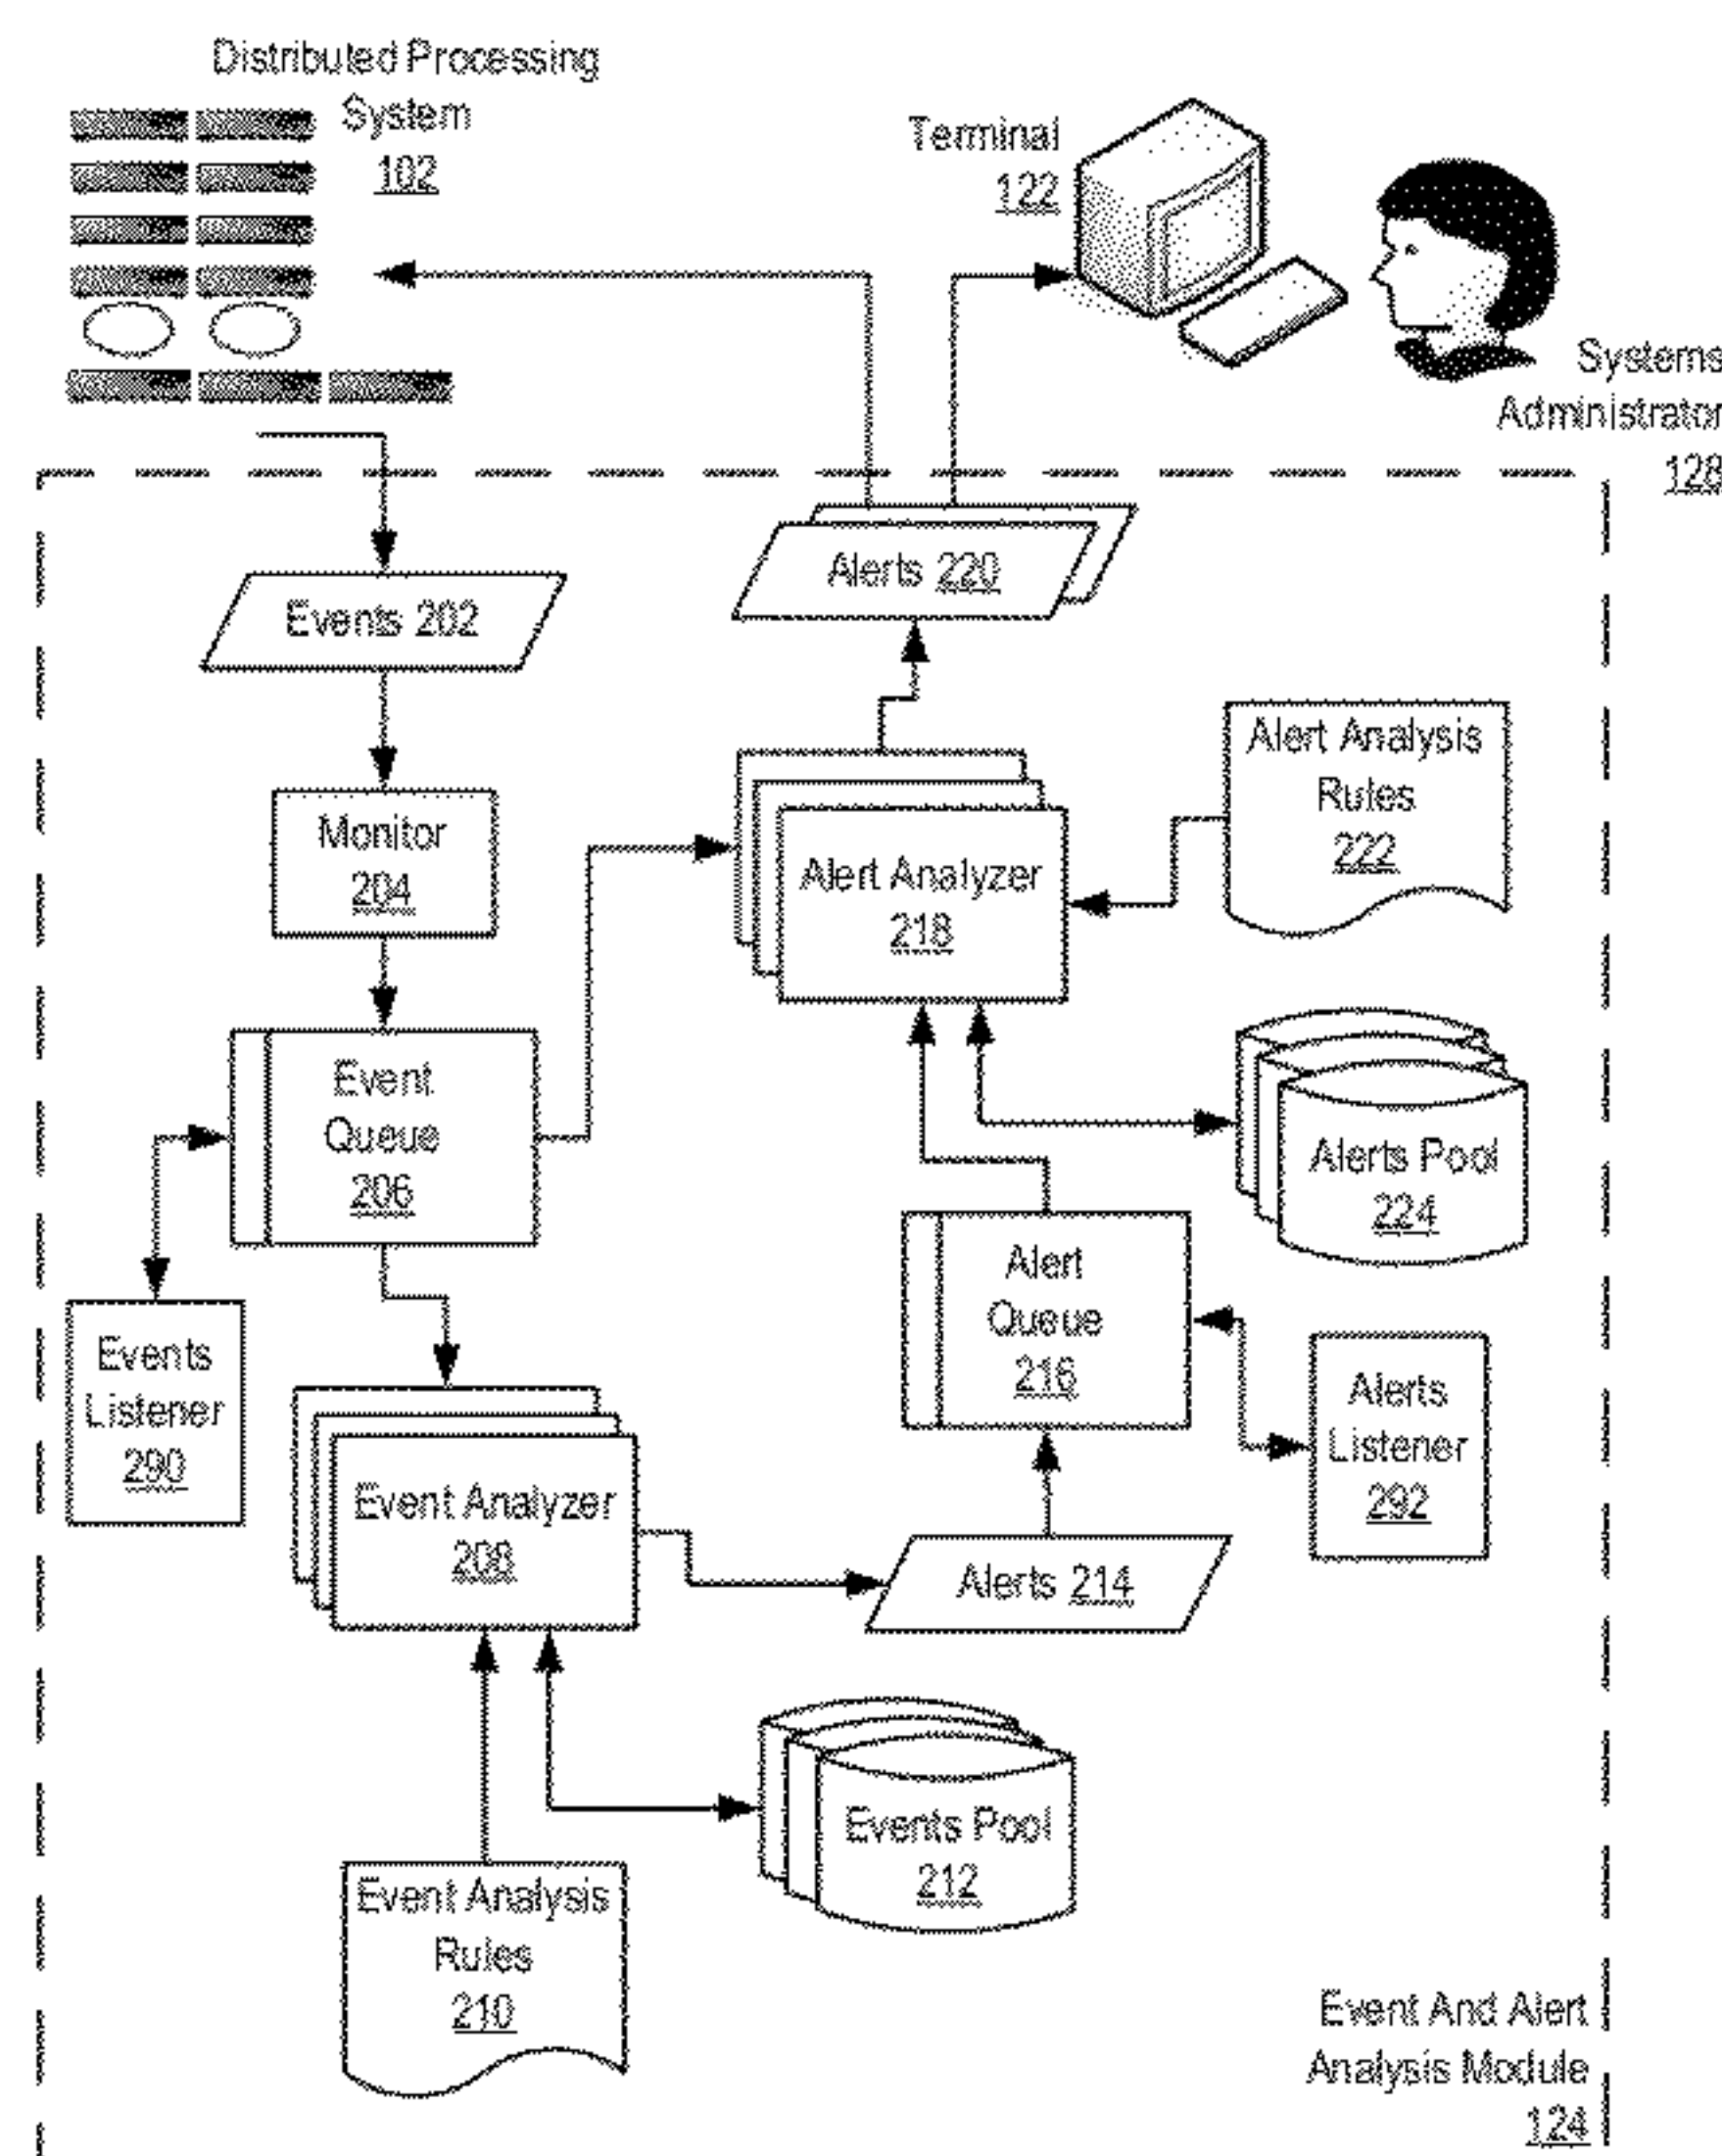 Distributed Processing
System
102
Terminal
122
Systems
Administrator
128
Events 202
Alerts 220
Monitor
204
Alert Analysis
Rules
222
Alert Analyzer
218
Event
Queue
206
Alerts Pool
224
Alert
Queue
216
Events
Listener
290
Alerts
Listener
292
Event Analyzer
208
Alerts 214
Events Pool
212
Event Analysis
Rules
210
Event And Alert
Analysis Module
124